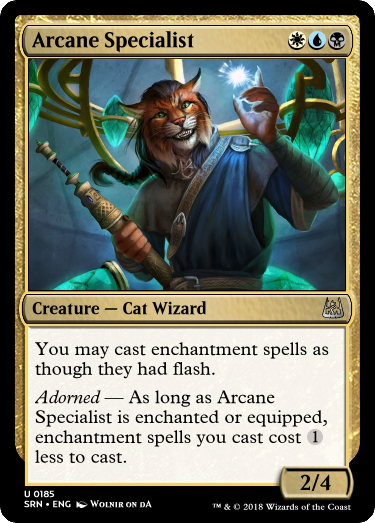 Arcane Specialist
Creature — Cat Wizard
You may cast enchantment spells as
though they had flash.
Adorned — As long as Arcane
Specialist is enchanted or equipped,
enchantment spells you cast cost 1
less to cast.
2/4
U 0185
SRN • ENG Wolnir on dA
™ & © 2018 Wizards of the Coast